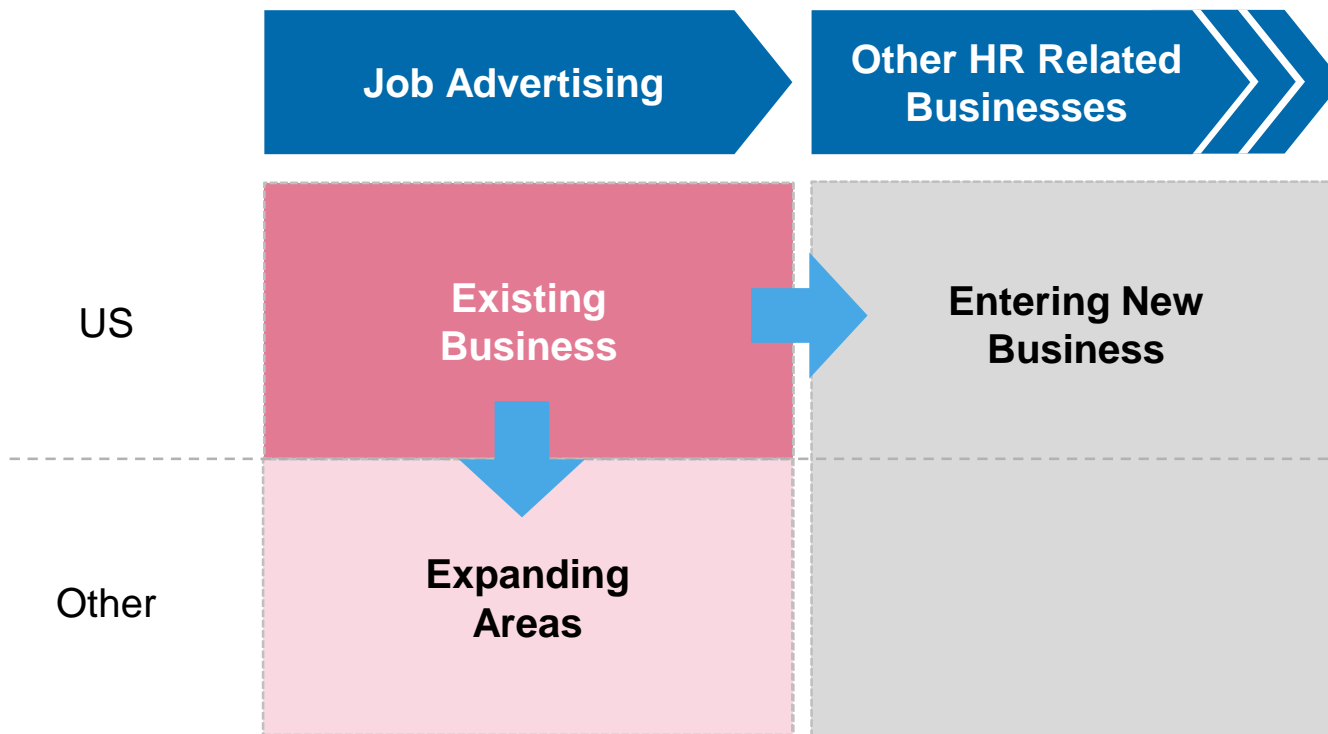 Job Advertising
Other HR Related
Businesses
US
Existing
Business
Entering New
Business
Other
Expanding
Areas